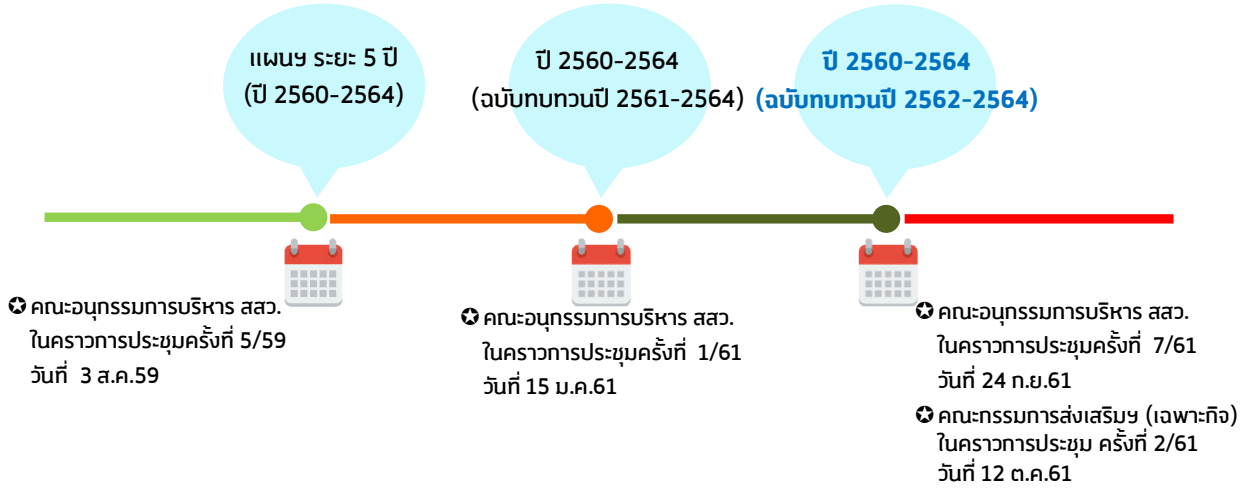 แผนฯ ระยะ 5 ปี
(ปี 2560-2564)
ปี 2560-2564
(ฉบับทบทวนปี 2561-2564)
ปี 2560-2564
(ฉบับทบทวนปี 2562-2564)
✪ คณะอนุกรรมการบริหาร สสว.
ในคราวการประชุมครั้งที่ 5/59
วันที่ 3 ส.ค.59
✪ คณะอนุกรรมการบริหาร สสว.
ในคราวการประชุมครั้งที่ 1/61
วันที่ 15 ม.ค.61
✪ คณะอนุกรรมการบริหาร สสว.
ในคราวการประชุมครั้งที่ 7/61
วันที่ 24 ก.ย.61
✪ คณะกรรมการส่งเสริมฯ (เฉพาะกิจ)
ในคราวการประชุม ครั้งที่ 2/61
วันที่ 12 ต.ค.61